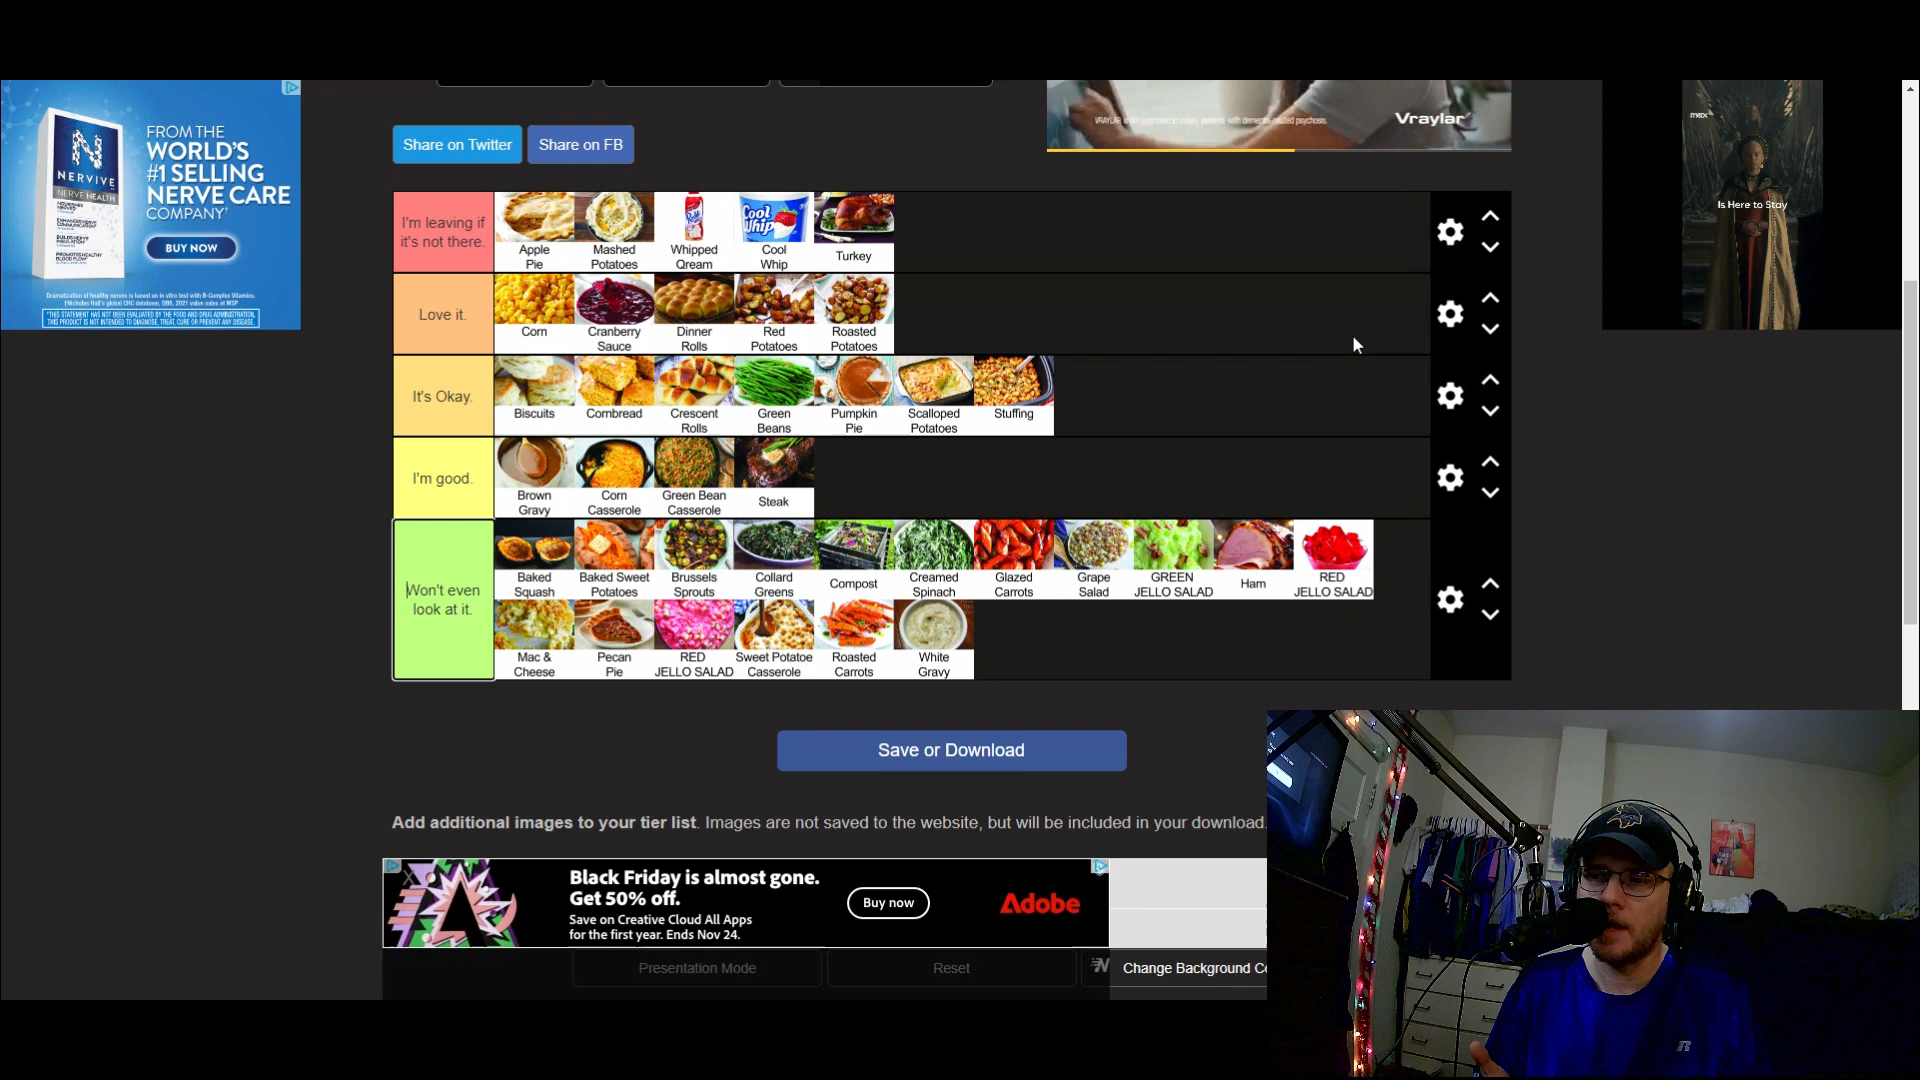 FROM THE
WORLD'S
#1 SELLING
NERVE CARE
COMPANY†
BUY NOW
N
NERVIVE
NERVE HEALTH
Share on Twitter
Share on FB
Vraylar
max
Is Here to Stay
I'm leaving if
it's not there.
Apple
Pie
Mashed
Potatoes
Whipped
Qream
Cool
Whip
Cool
Whip
Turkey
Love it.
Corn
Cranberry
Sauce
Dinner
Rolls
Red
Potatoes
Roasted
Potatoes
It's Okay.
Biscuits
Cornbread
Crescent
Rolls
Green
Beans
Pumpkin
Pie
Scalloped
Potatoes
Stuffing
I'm good.
Brown
Gravy
Corn
Casserole
Green Bean
Casserole
Steak
Won't even
look at it.
Baked
Squash
Baked Sweet
Potatoes
Brussels
Sprouts
Collard
Greens
Compost
Creamed
Spinach
Glazed
Carrots
Grape
Salad
GREEN
JELLO SALAD
Ham
RED
JELLO SALAD
Mac &
Cheese
Pecan
Pie
RED
JELLO SALAD
Sweet Potatoe
Casserole
Roasted
Carrots
White
Gravy
Save or Download
Add additional images to your tier list. Images are not saved to the website, but will be included in your download.
Black Friday is almost gone.
Get 50% off.
Save on Creative Cloud All Apps
for the first year. Ends Nov 24.
Buy now
Adobe
Presentation Mode
Reset
Change Background Co